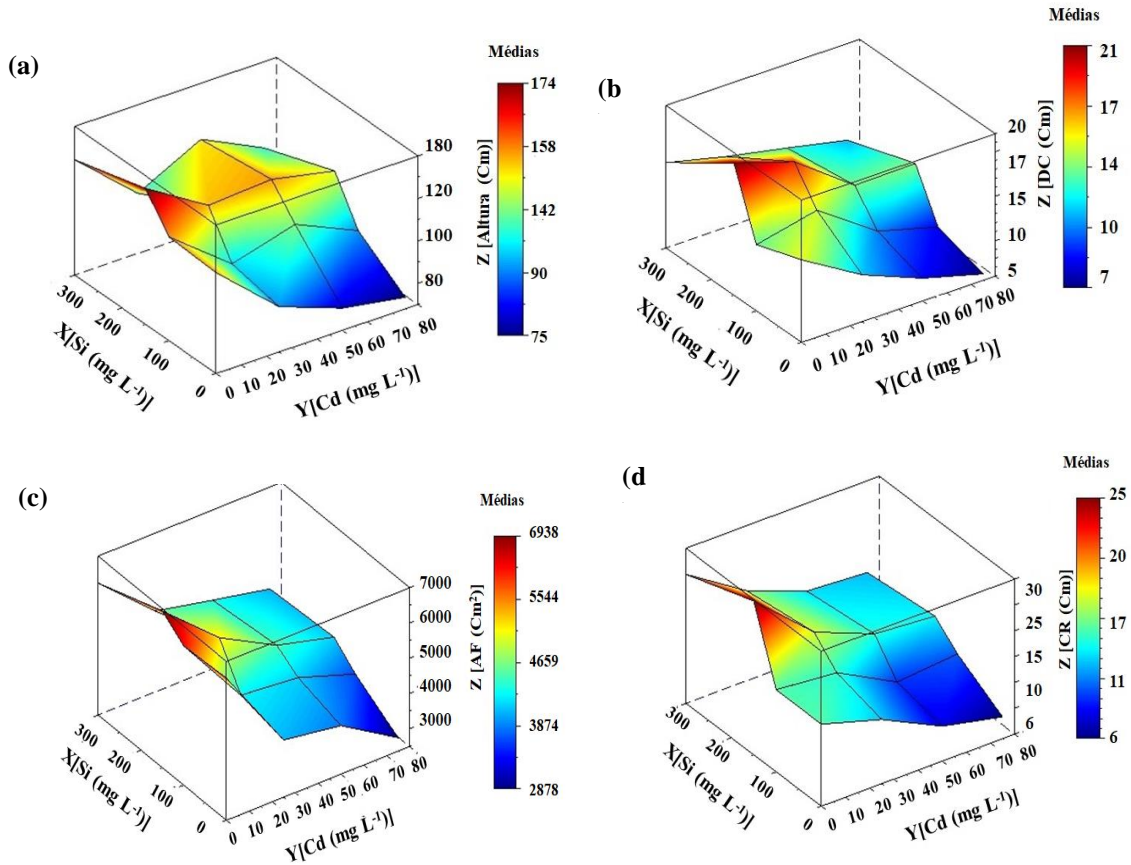 (a)
Médias
174
158
142
90
75
Z [Altura (Cm)]
180
120
100
80
X[Si (mg L⁻¹)]
300
200
100
0
Y[Cd (mg L⁻¹)]
0 10 20 30 40 50 60 70 80
(b)
Médias
21
17
14
10
7
Z [DC (Cm)]
20
17
15
10
5
X[Si (mg L⁻¹)]
300
200
100
0
Y[Cd (mg L⁻¹)]
0 10 20 30 40 50 60 70 80
(c)
Médias
6938
5544
4659
3874
2878
Z [AF (Cm²)]
7000
6000
5000
4000
3000
X[Si (mg L⁻¹)]
300
200
100
0
Y[Cd (mg L⁻¹)]
0 10 20 30 40 50 60 70 80
(d)
Médias
25
20
17
11
6
Z [CR (Cm)]
30
20
15
10
6
X[Si (mg L⁻¹)]
300
200
100
0
Y[Cd (mg L⁻¹)]
0 10 20 30 40 50 60 70 80